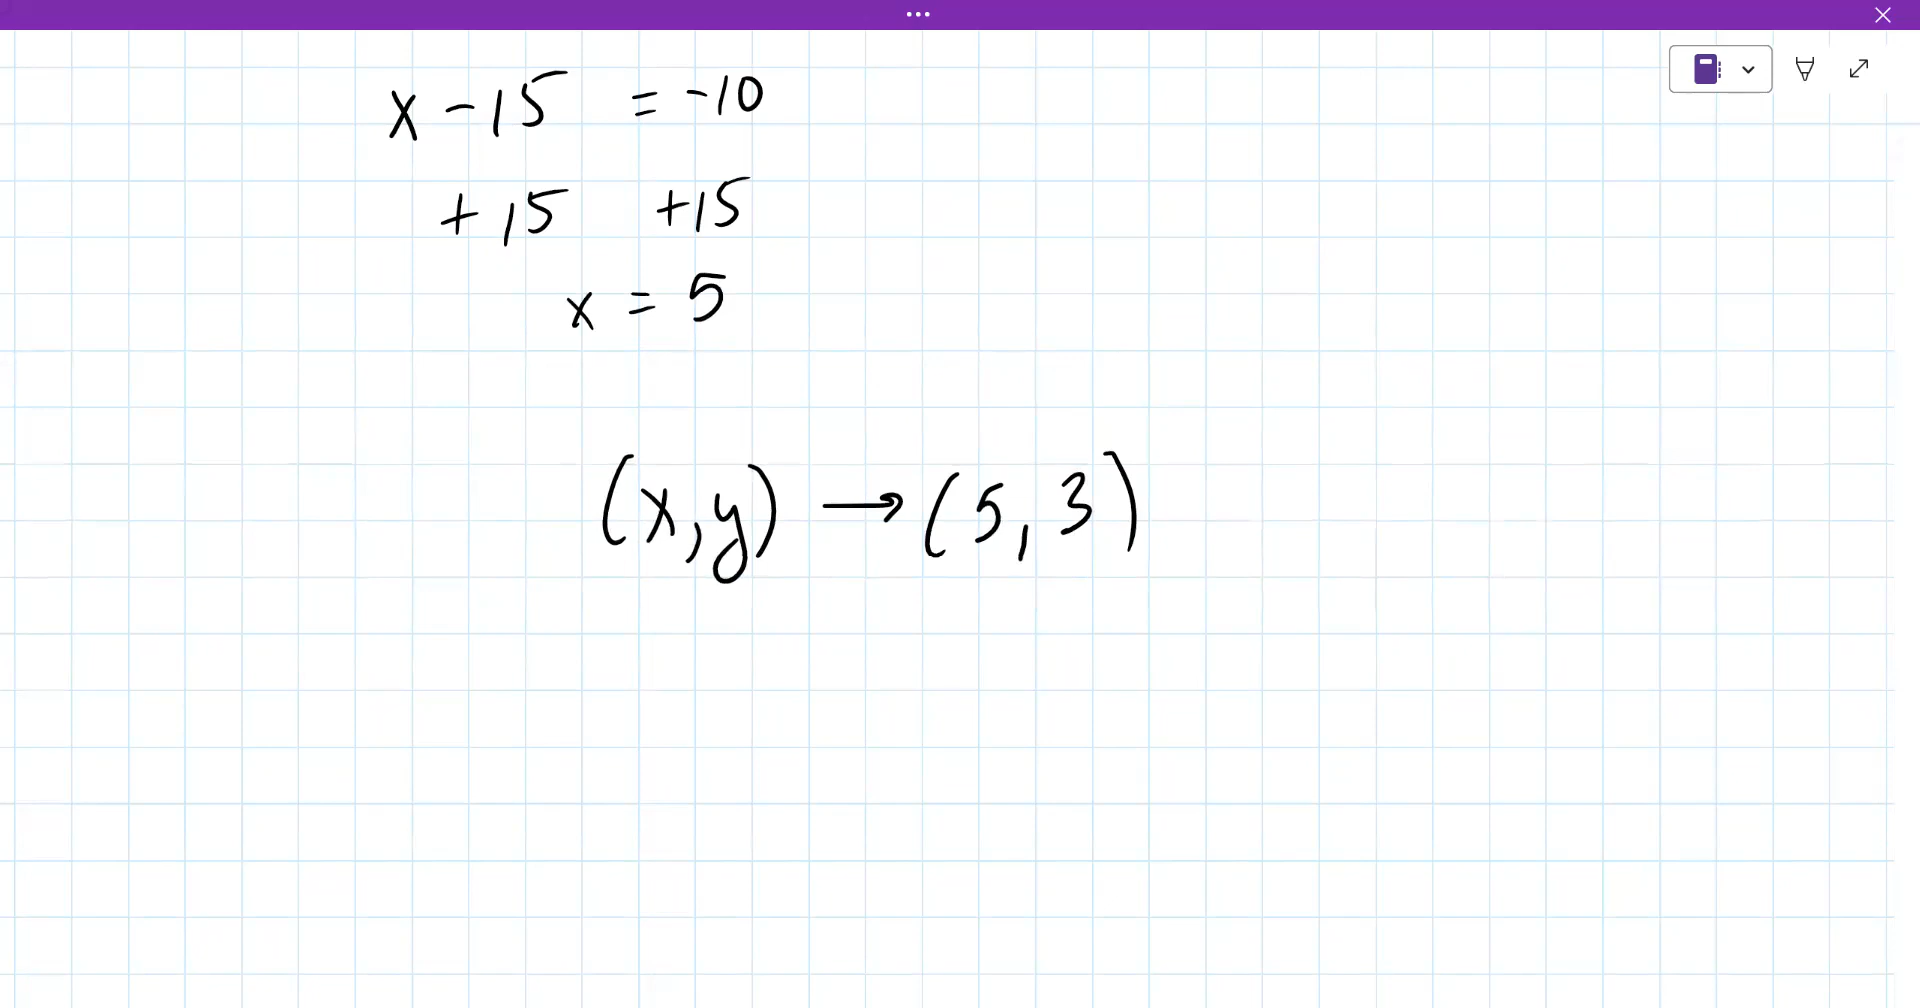 x - 15 = -10
+ 15 +15
x = 5
(x, y) → (5, 3)